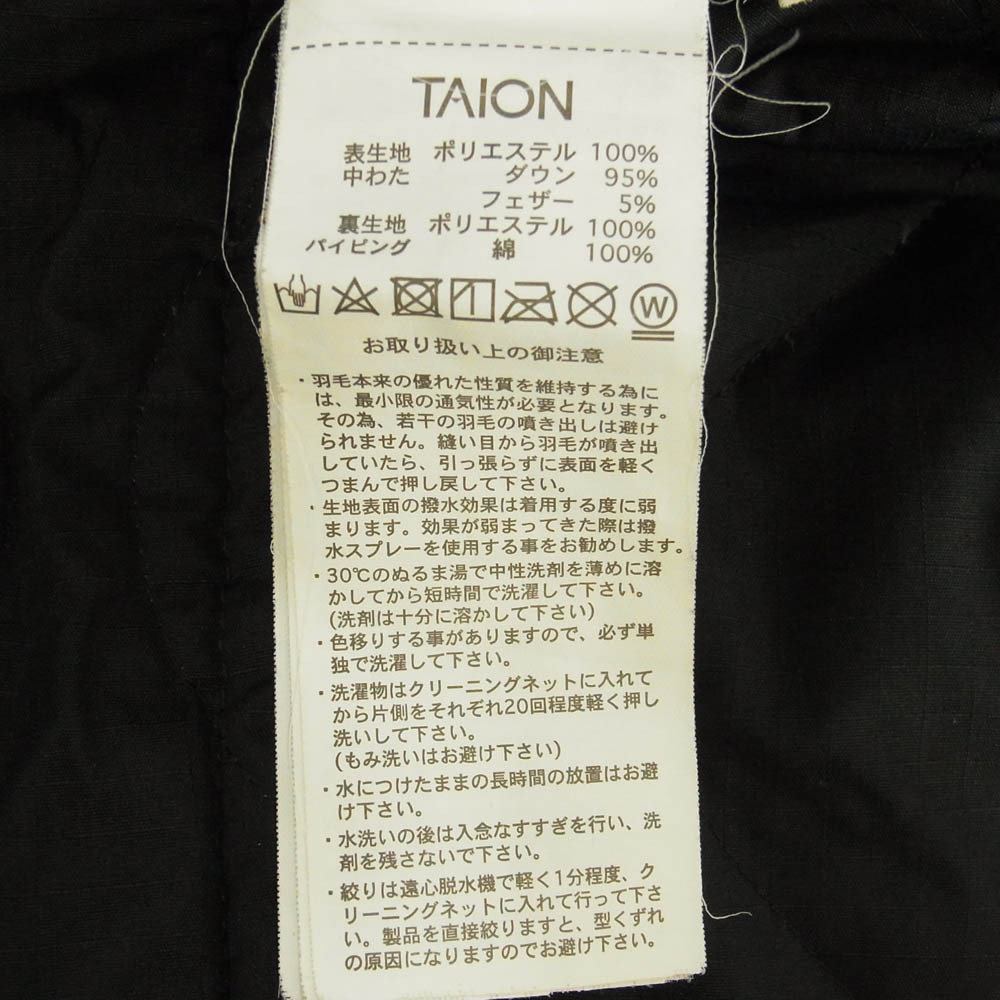 TAION
表生地 ポリエステル 100%
中わた ダウン 95%
フェザー 5%
裏生地 ポリエステル 100%
パイピング 綿 100%
W
お取り扱い上の御注意
・羽毛本来の優れた性質を維持する為に
は、最小限の通気性が必要となります。
その為、若干の羽毛の噴き出しは避け
られません。縫い目から羽毛が噴き出
していたら、引っ張らずに表面を軽く
つまんで押し戻して下さい。
・生地表面の撥水効果は着用する度に弱
まります。効果が弱まってきた際は撥
水スプレーを使用する事をお勧めします。
・30℃のぬるま湯で中性洗剤を薄めに溶
かしてから短時間で洗濯して下さい。
(洗剤は十分に溶かして下さい)
・色移りする事がありますので、必ず単
独で洗濯して下さい。
・洗濯物はクリーニングネットに入れて
から片側をそれぞれ20回程度軽く押し
洗いして下さい。
(もみ洗いはお避け下さい)
・水につけたままの長時間の放置はお避
け下さい。
・水洗いの後は入念なすすぎを行い、洗
剤を残さないで下さい。
・絞りは遠心脱水機で軽く1分程度、ク
リーニングネットに入れて行って下さ
い。製品を直接絞りますと、型くずれ
の原因になりますのでお避け下さい。